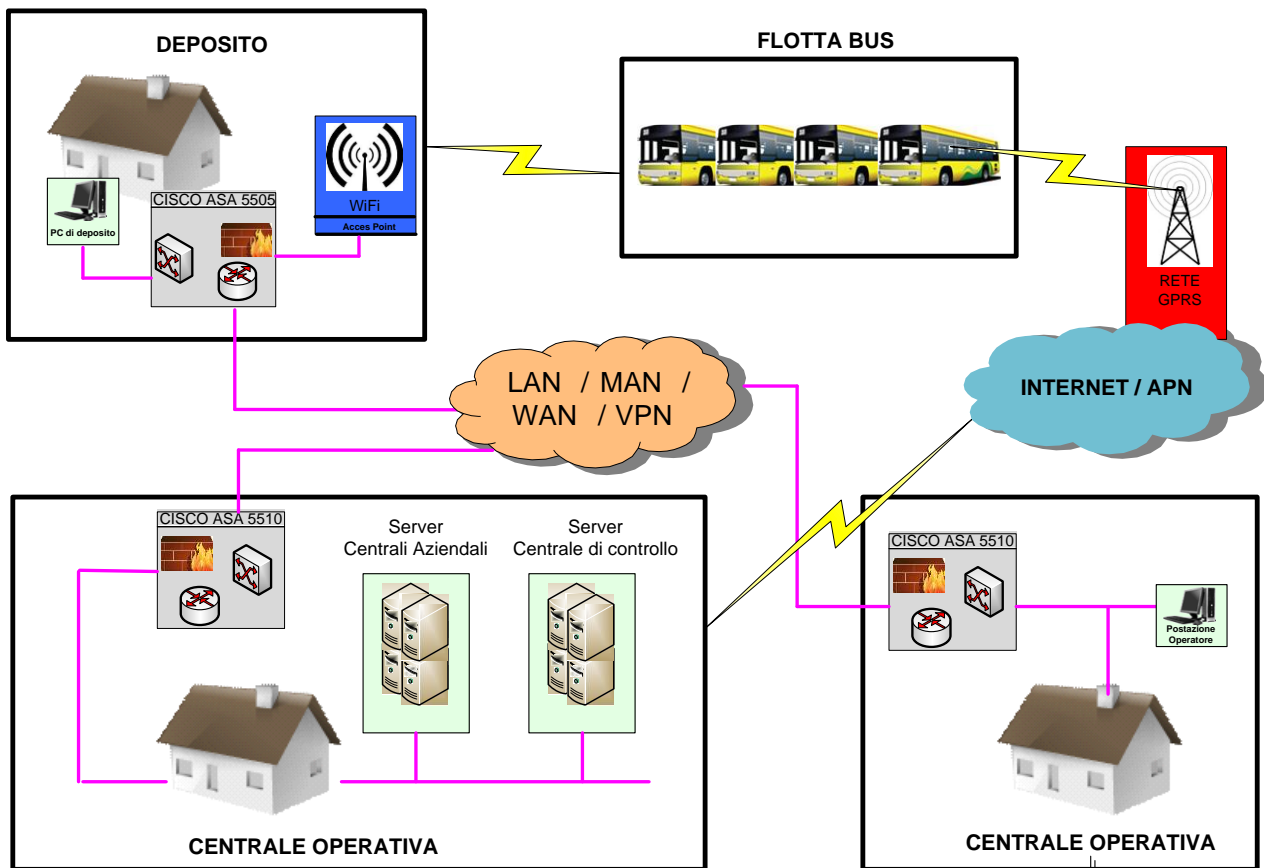 DEPOSITO
FLOTTA BUS
WiFi
Acces Point
CISCO ASA 5505
PC di deposito
RETE
GPRS
LAN / MAN /
WAN / VPN
INTERNET / APN
CISCO ASA 5510
Server
Centrali Aziendali
Server
Centrale di controllo
CISCO ASA 5510
Postazione
Operatore
CENTRALE OPERATIVA
CENTRALE OPERATIVA